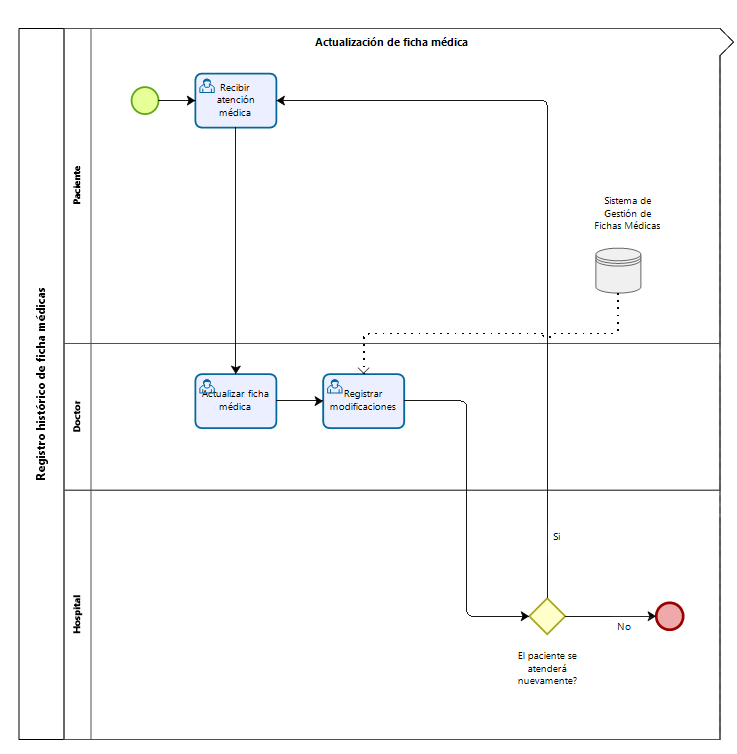 Actualización de ficha médica
Registro histórico de ficha médicas
Paciente
Recibir
atención
médica
Sistema de
Gestión de
Fichas Médicas
Doctor
Actualizar ficha
médica
Registrar
modificaciones
Hospital
Si
No
El paciente se
atenderá
nuevamente?